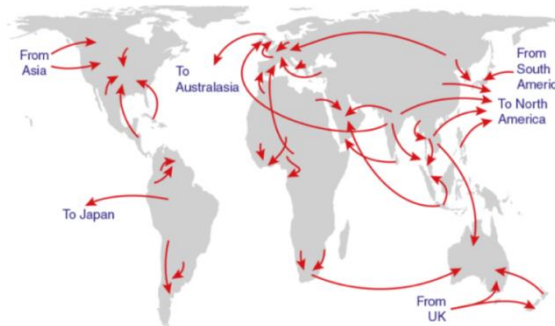 From
Asia
To
Australasia
From
South
Americ
To North
America
To Japan
From
UK